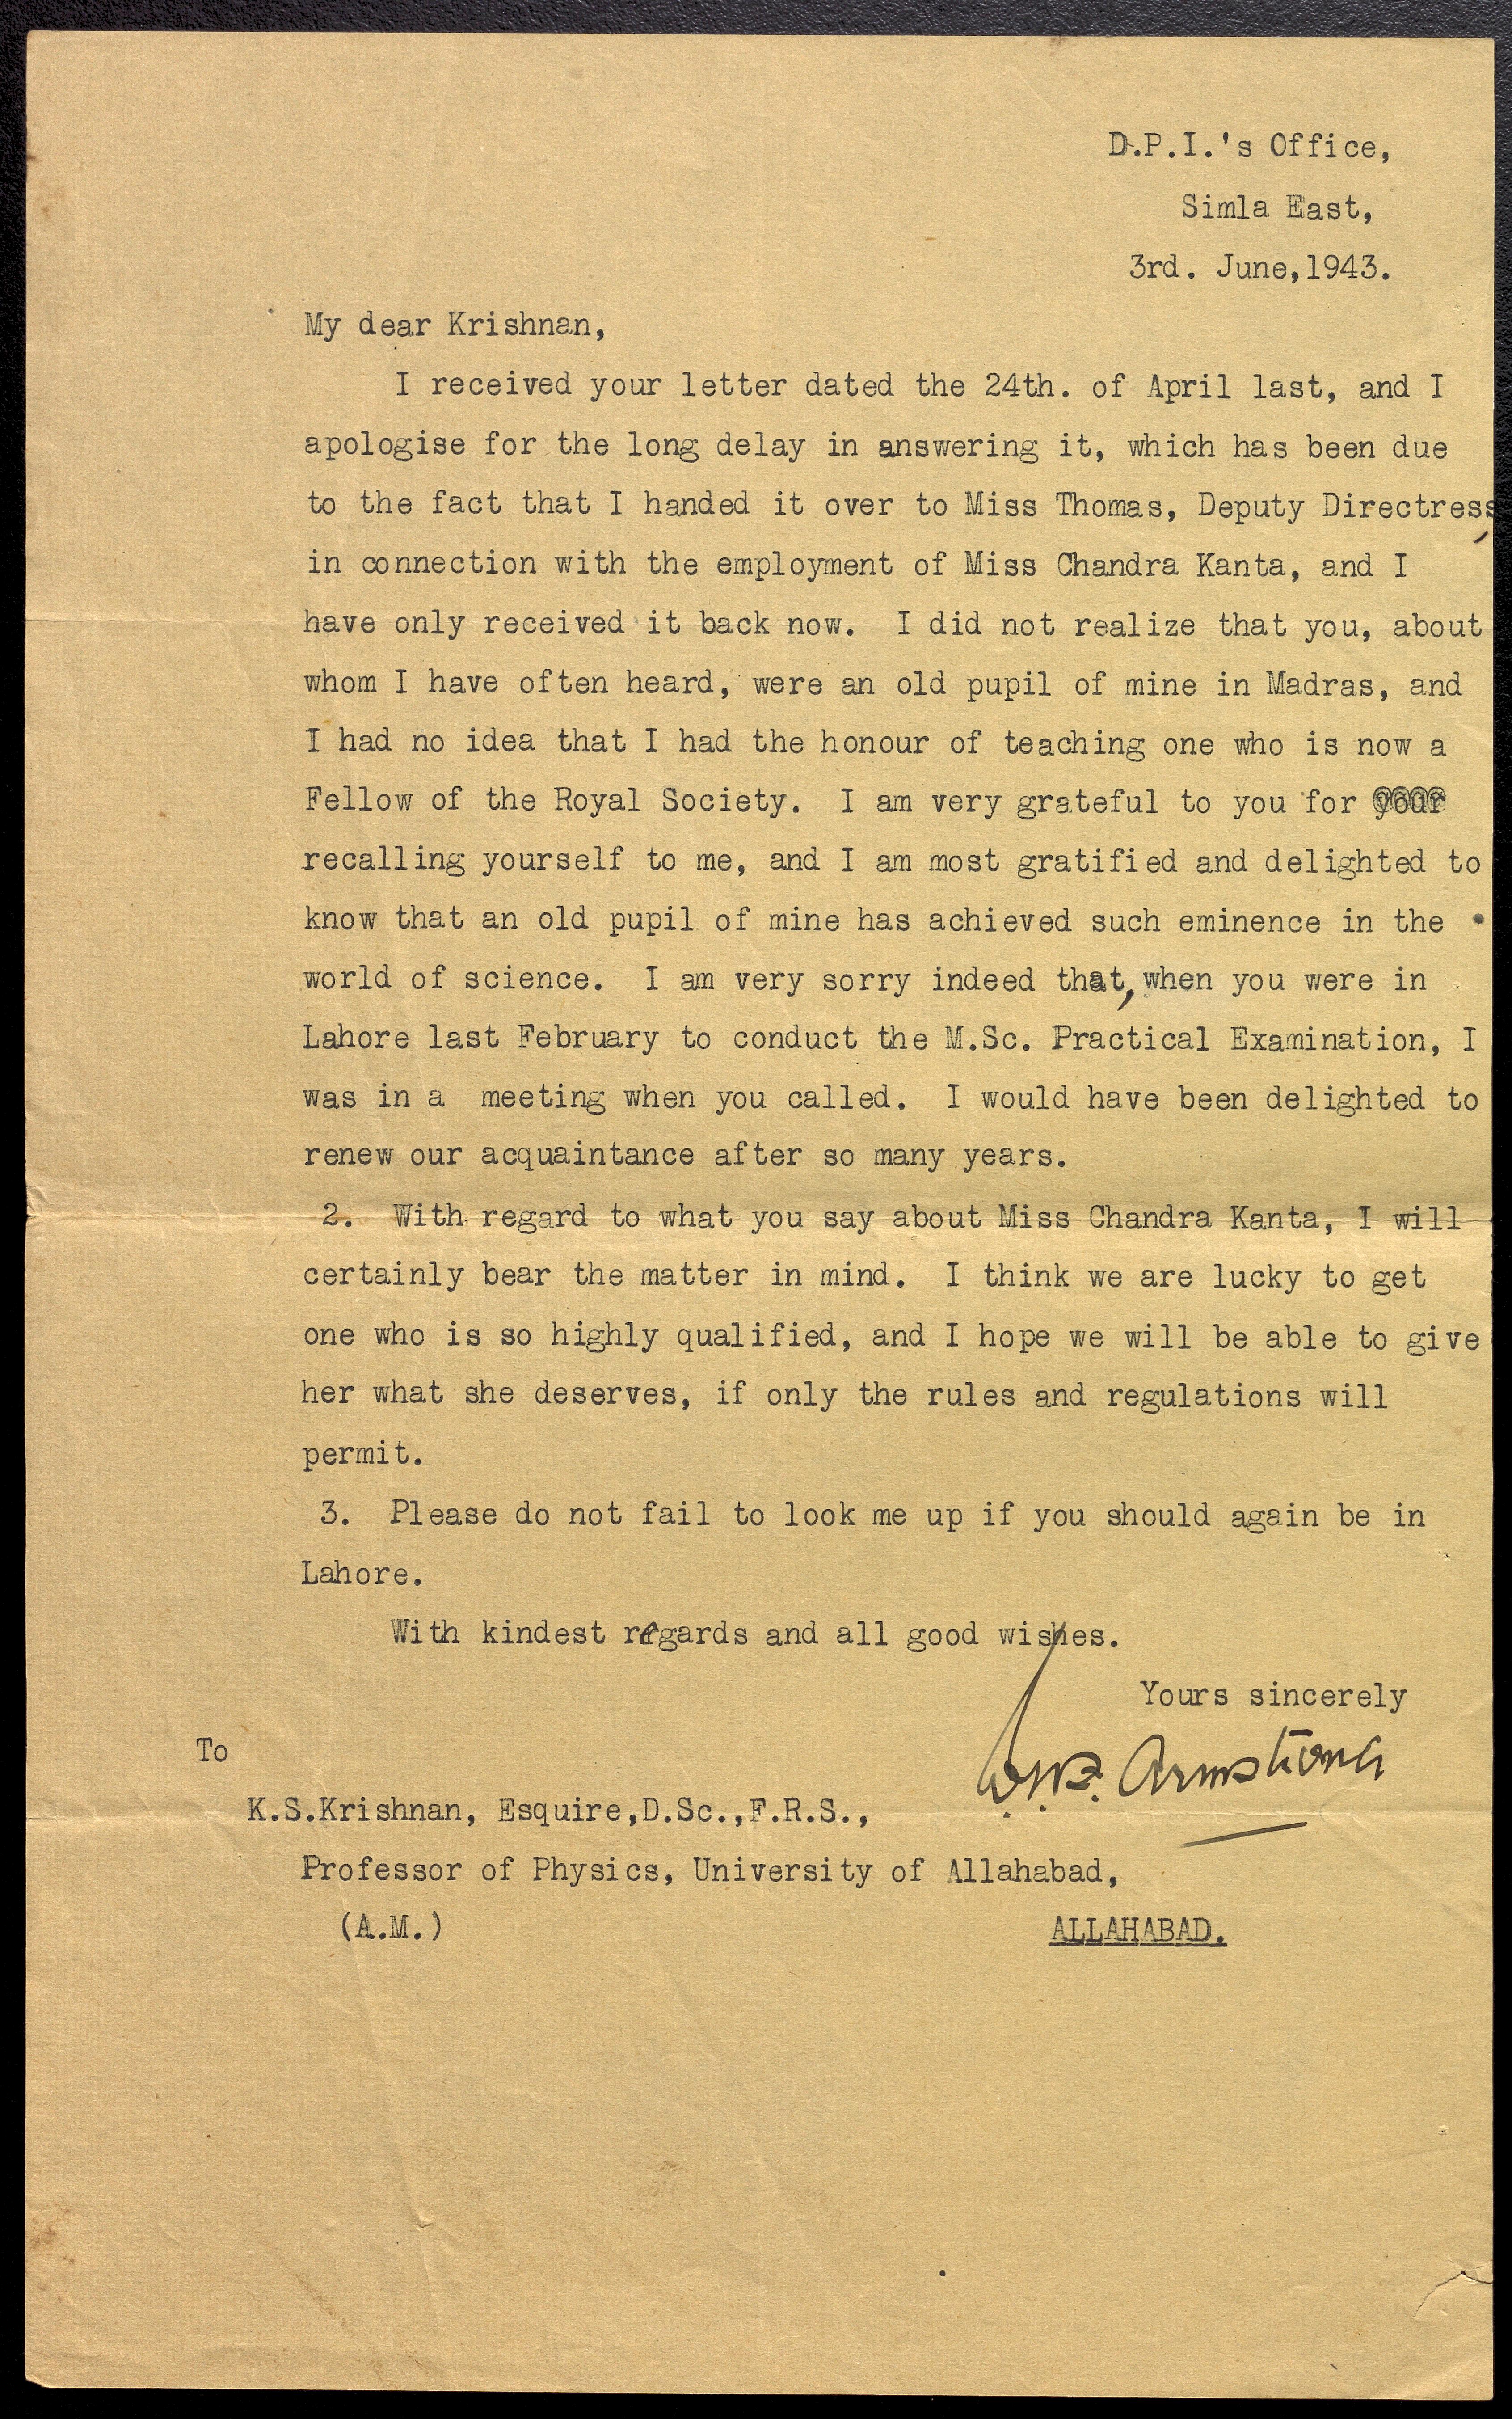 D.P.I.'s Office,
Simla East,
3rd. June,1943.
My dear Krishnan,
I received your letter dated the 24th. of April last, and I
apologise for the long delay in answering it, which has been due
to the fact that I handed it over to Miss Thomas, Deputy Directress,
in connection with the employment of Miss Chandra Kanta, and I
have only received it back now. I did not realize that you, about
whom I have often heard, were an old pupil of mine in Madras, and
I had no idea that I had the honour of teaching one who is now a
Fellow of the Royal Society. I am very grateful to you for your
recalling yourself to me, and I am most gratified and delighted to
know that an old pupil of mine has achieved such eminence in the
world of science. I am very sorry indeed that, when you were in
Lahore last February to conduct the M.Sc. Practical Examination, I
was in a meeting when you called. I would have been delighted to
renew our acquaintance after so many years.
2. With regard to what you say about Miss Chandra Kanta, I will
certainly bear the matter in mind. I think we are lucky to get
one who is so highly qualified, and I hope we will be able to give
her what she deserves, if only the rules and regulations will
permit.
3. Please do not fail to look me up if you should again be in
Lahore.
With kindest regards and all good wishes.
Yours sincerely
Armstrong
To
K.S.Krishnan, Esquire,D.Sc.,F.R.S.,
Professor of Physics, University of Allahabad,
(A.M.) ALLAHABAD.